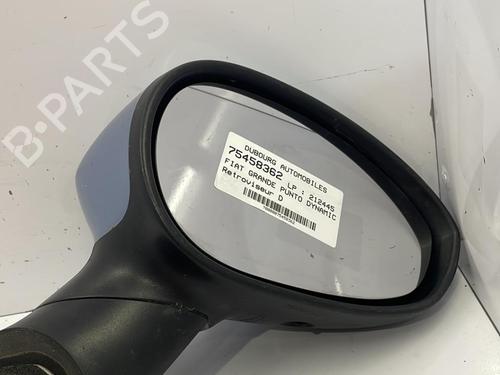 B-PARTS
DUBOURG AUTOMOBILES
75458362 LP : 212445
FIAT GRANDE PUNTO DYNAMIC
Retroviseur D